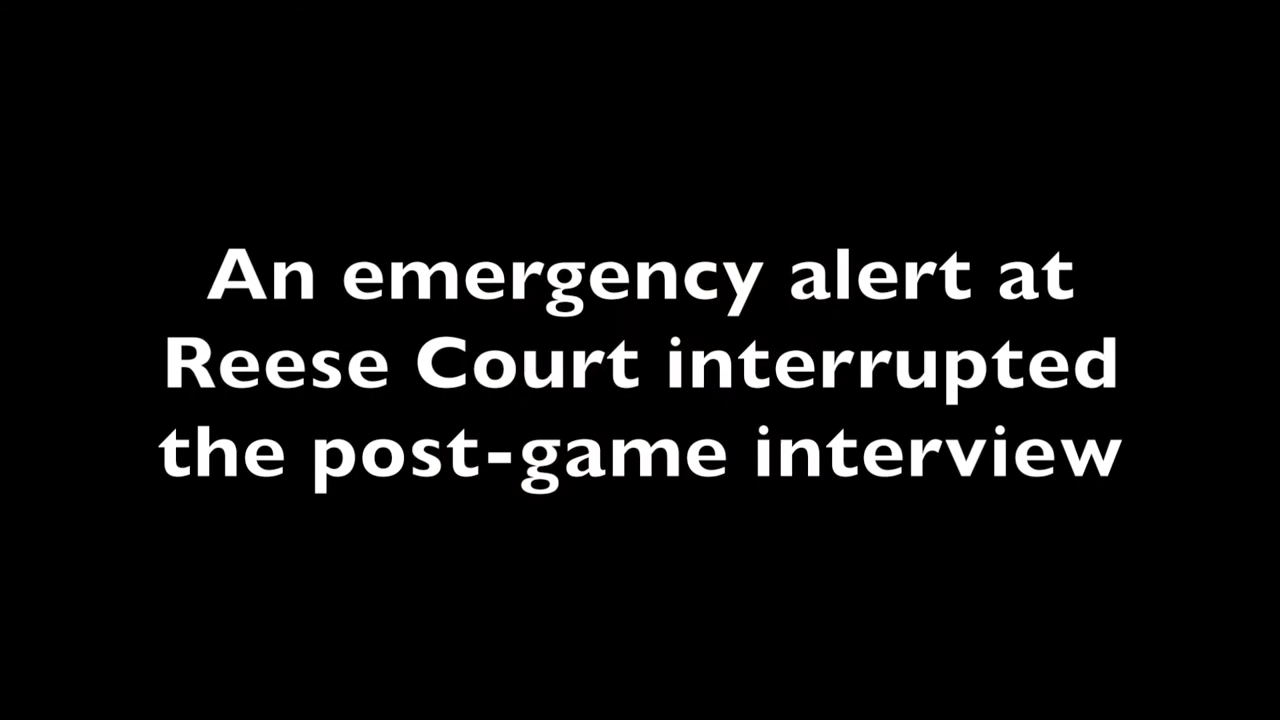 An emergency alert at
Reese Court interrupted
the post-game interview